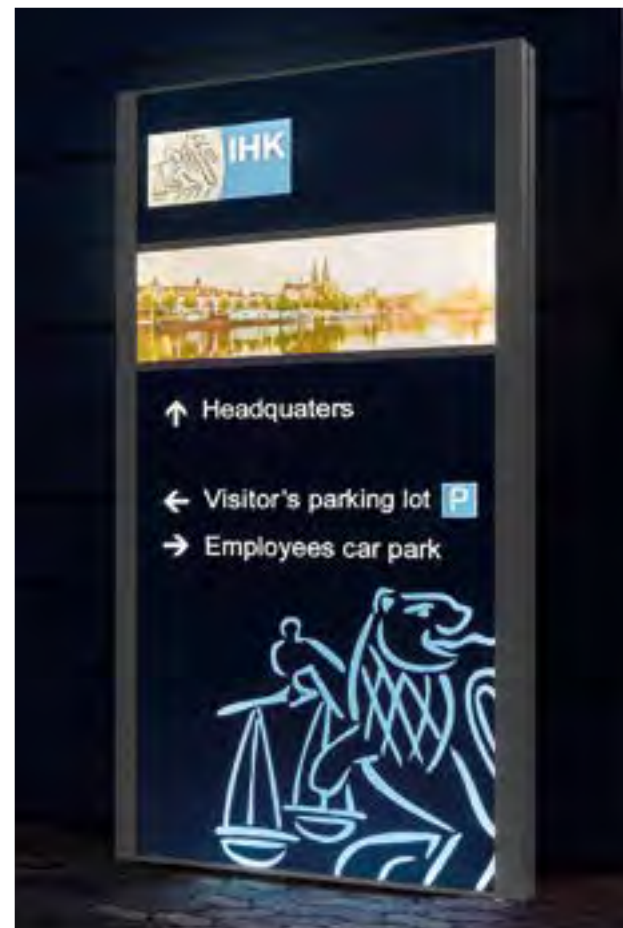 IHK
↑ Headquaters
← Visitor's parking lot P
→ Employees car park